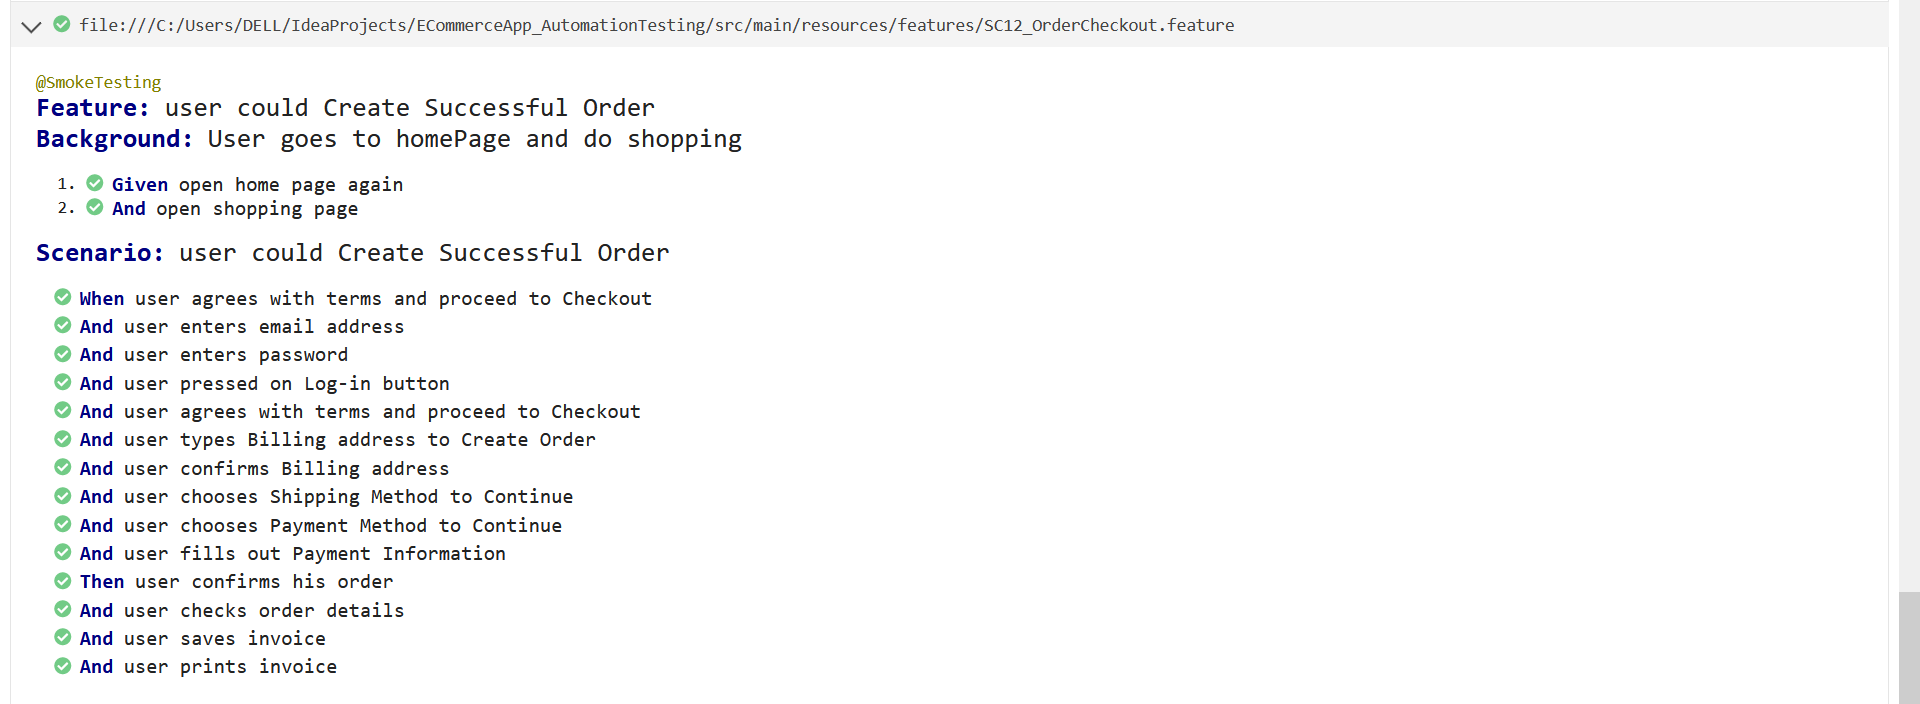 file:///C:/Users/DELL/IdeaProjects/ECommerceApp_AutomationTesting/src/main/resources/features/SC12_OrderCheckout.feature
@SmokeTesting
Feature: user could Create Successful Order
Background: User goes to homePage and do shopping
1. Given open home page again
2. And open shopping page
Scenario: user could Create Successful Order
When user agrees with terms and proceed to Checkout
And user enters email address
And user enters password
And user pressed on Log-in button
And user agrees with terms and proceed to Checkout
And user types Billing address to Create Order
And user confirms Billing address
And user chooses Shipping Method to Continue
And user chooses Payment Method to Continue
And user fills out Payment Information
Then user confirms his order
And user checks order details
And user saves invoice
And user prints invoice